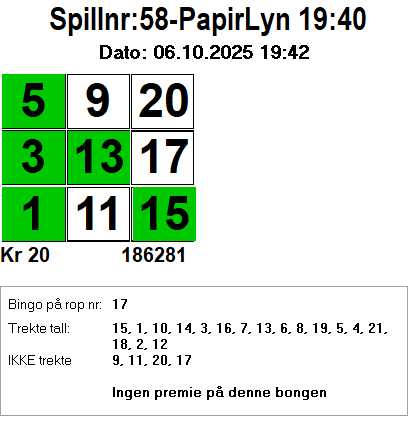 Spillnr:58-PapirLyn 19:40
Dato: 06.10.2025 19:42
5 9 20
3 13 17
1 11 15
Kr 20 186281
Bingo på rop nr: 17
Trekte tall: 15, 1, 10, 14, 3, 16, 7, 13, 6, 8, 19, 5, 4, 21,
18, 2, 12
IKKE trekte 9, 11, 20, 17
Ingen premie på denne bongen